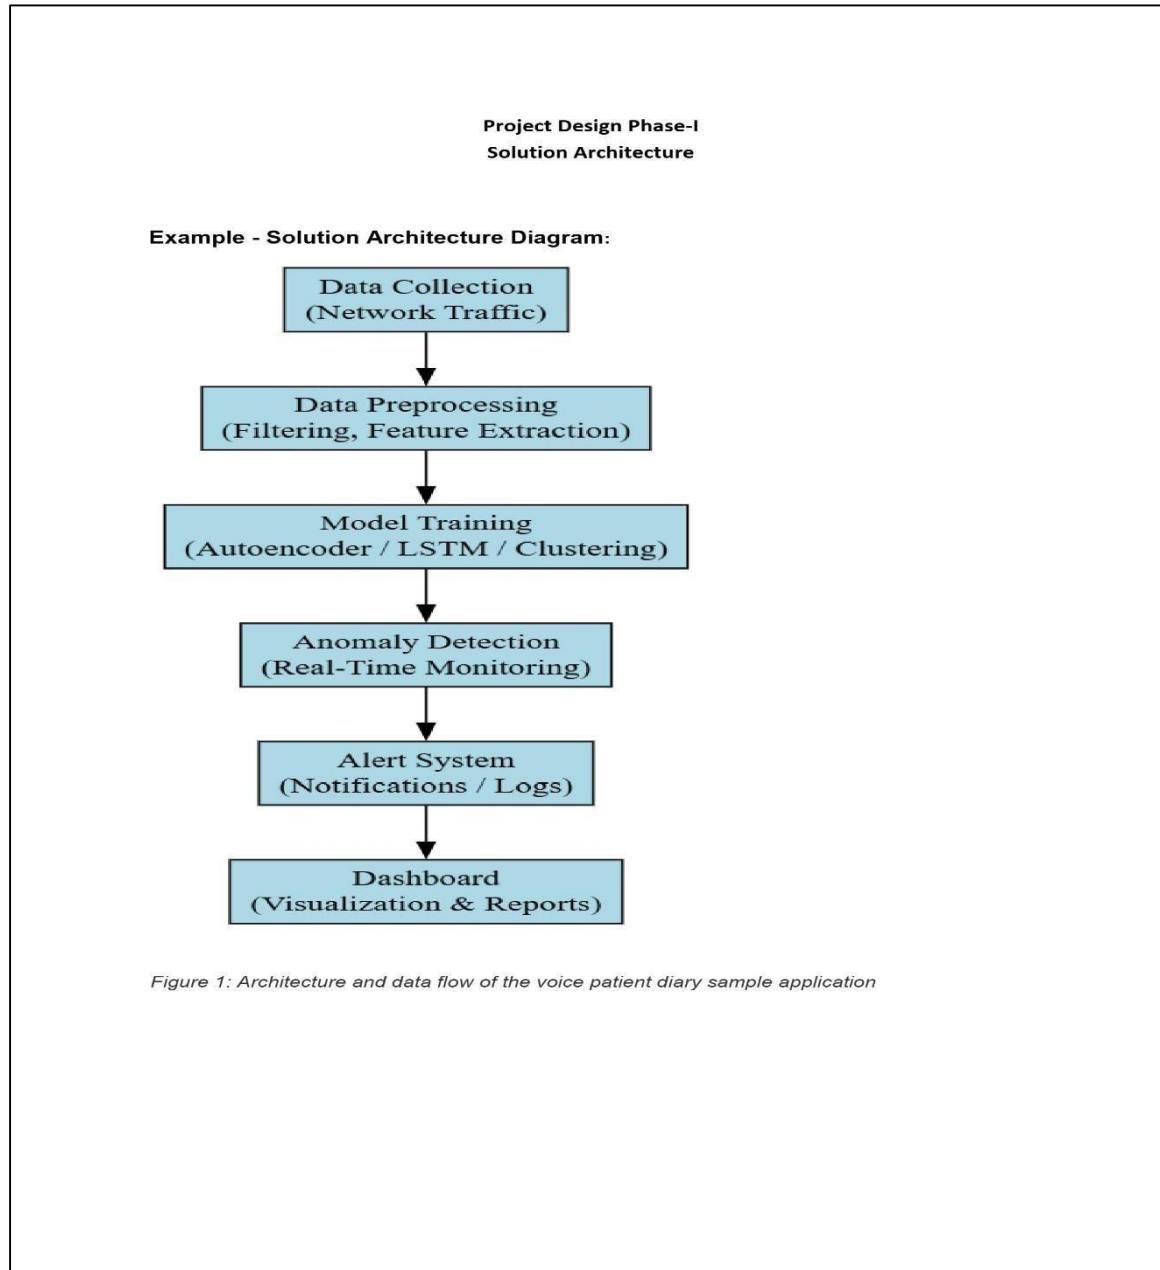 Project Design Phase-I
Solution Architecture
Example - Solution Architecture Diagram:
Data Collection
(Network Traffic)
Data Preprocessing
(Filtering, Feature Extraction)
Model Training
(Autoencoder / LSTM / Clustering)
Anomaly Detection
(Real-Time Monitoring)
Alert System
(Notifications / Logs)
Dashboard
(Visualization & Reports)
Figure 1: Architecture and data flow of the voice patient diary sample application